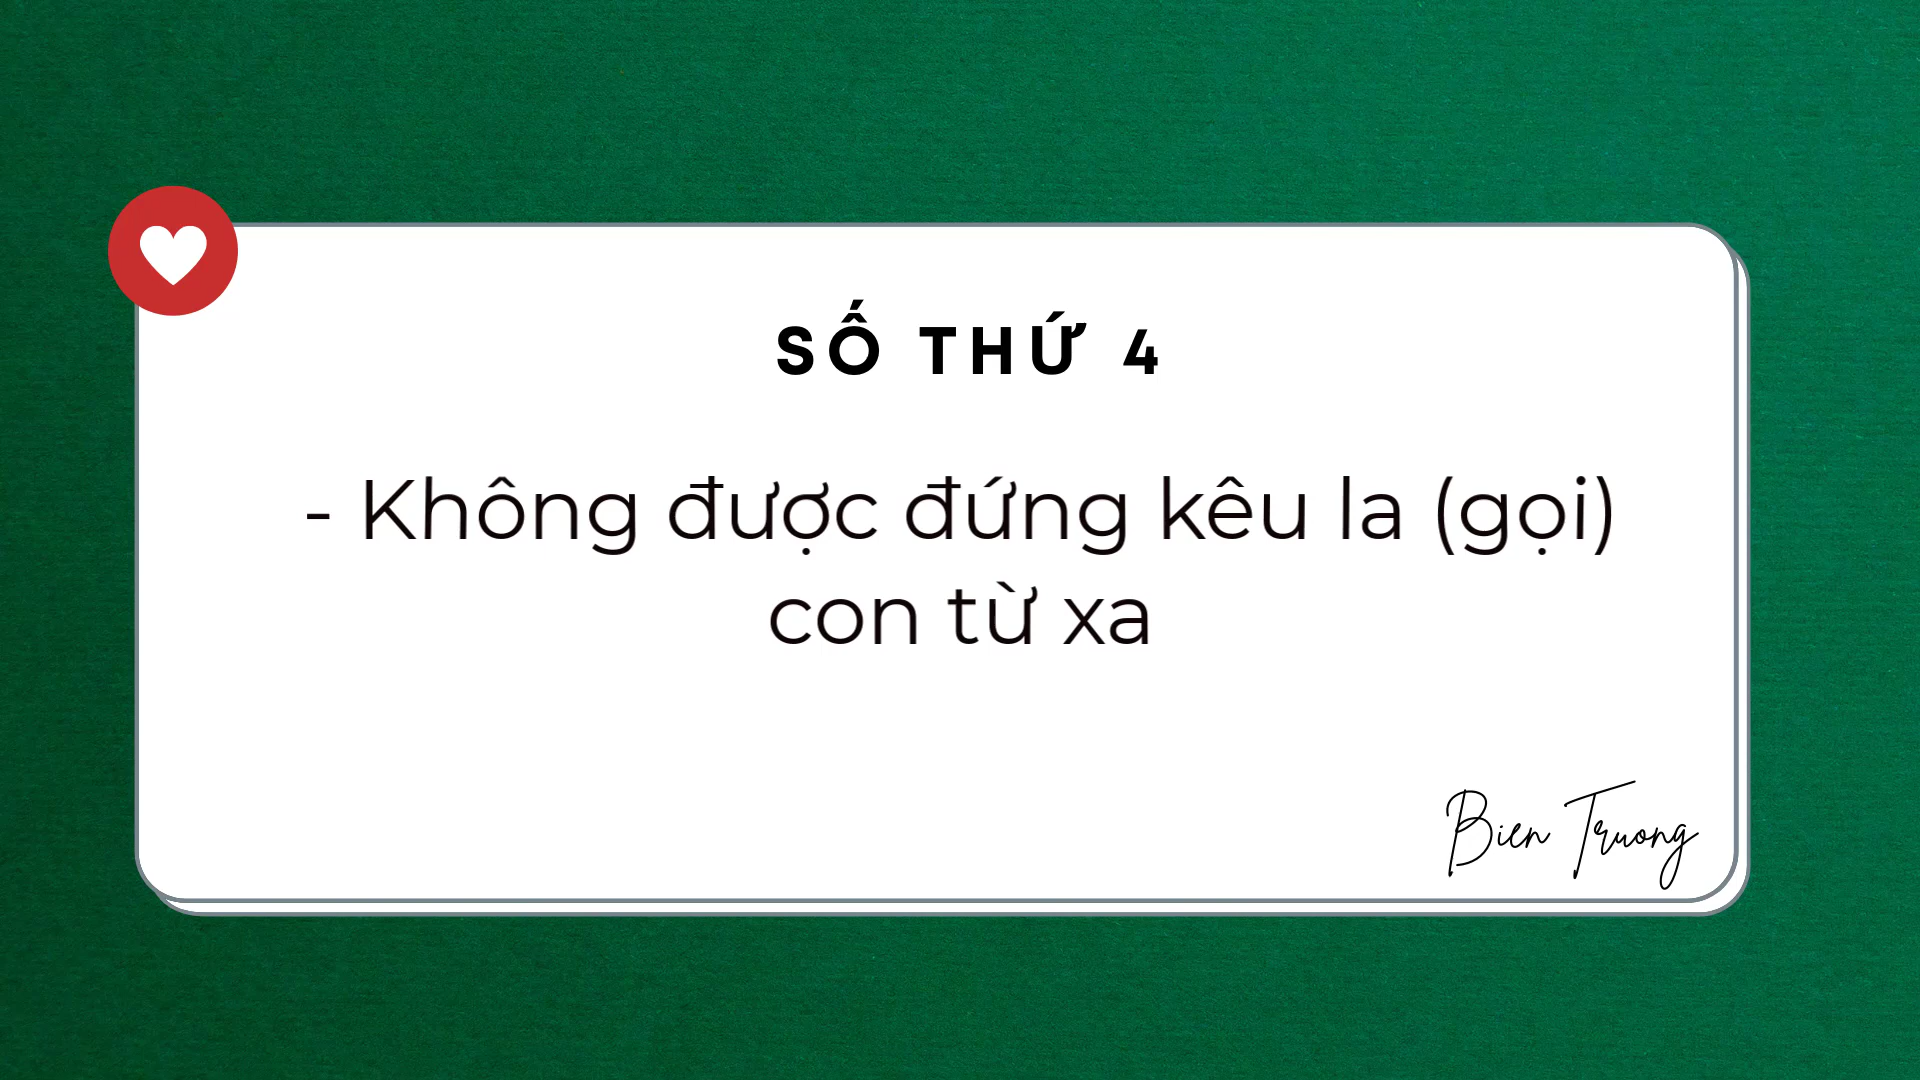 SỐ THỨ 4
- Không được đứng kêu la (gọi)
con từ xa
Bien Truong